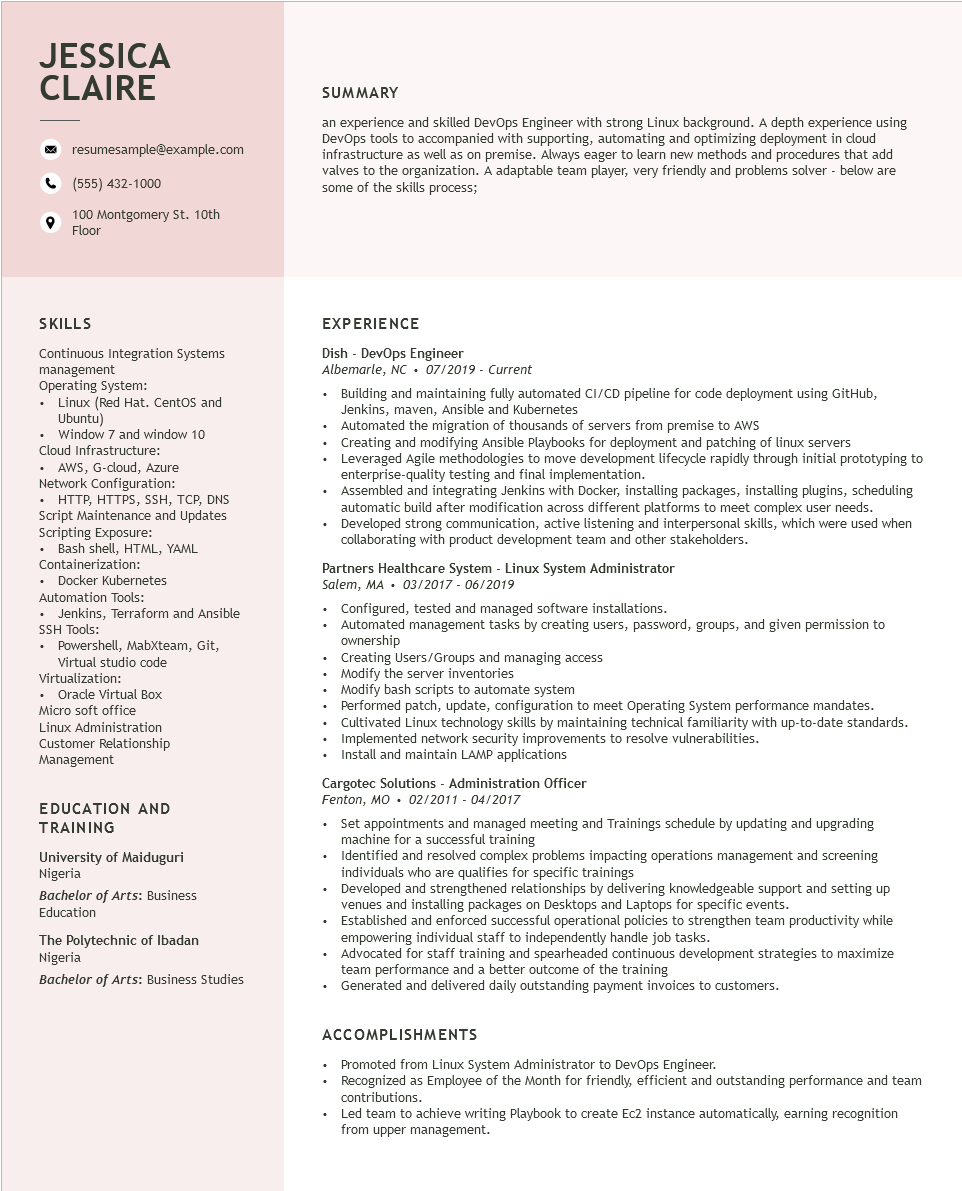 JESSICA
CLAIRE
resumesample@example.com
(555) 432-1000
100 Montgomery St. 10th
Floor
SUMMARY
an experience and skilled DevOps Engineer with strong Linux background. A depth experience using
DevOps tools to accompanied with supporting, automating and optimizing deployment in cloud
infrastructure as well as on premise. Always eager to learn new methods and procedures that add
valves to the organization. A adaptable team player, very friendly and problems solver - below are
some of the skills process;
SKILLS
Continuous Integration Systems
management
Operating System:
• Linux (Red Hat. CentOS and
Ubuntu)
• Window 7 and window 10
Cloud Infrastructure:
• AWS, G-cloud, Azure
Network Configuration:
• HTTP, HTTPS, SSH, TCP, DNS
Script Maintenance and Updates
Scripting Exposure:
• Bash shell, HTML, YAML
Containerization:
• Docker Kubernetes
Automation Tools:
• Jenkins, Terraform and Ansible
SSH Tools:
• Powershell, MabXteam, Git,
Virtual studio code
Virtualization:
• Oracle Virtual Box
Micro soft office
Linux Administration
Customer Relationship
Management
EDUCATION AND
TRAINING
University of Maiduguri
Nigeria
Bachelor of Arts: Business
Education
The Polytechnic of Ibadan
Nigeria
Bachelor of Arts: Business Studies
EXPERIENCE
Dish - DevOps Engineer
Albemarle, NC • 07/2019 - Current
• Building and maintaining fully automated CI/CD pipeline for code deployment using GitHub,
Jenkins, maven, Ansible and Kubernetes
• Automated the migration of thousands of servers from premise to AWS
• Creating and modifying Ansible Playbooks for deployment and patching of linux servers
• Leveraged Agile methodologies to move development lifecycle rapidly through initial prototyping to
enterprise-quality testing and final implementation.
• Assembled and integrating Jenkins with Docker, installing packages, installing plugins, scheduling
automatic build after modification across different platforms to meet complex user needs.
• Developed strong communication, active listening and interpersonal skills, which were used when
collaborating with product development team and other stakeholders.
Partners Healthcare System - Linux System Administrator
Salem, MA • 03/2017 - 06/2019
• Configured, tested and managed software installations.
• Automated management tasks by creating users, password, groups, and given permission to
ownership
• Creating Users/Groups and managing access
• Modify the server inventories
• Modify bash scripts to automate system
• Performed patch, update, configuration to meet Operating System performance mandates.
• Cultivated Linux technology skills by maintaining technical familiarity with up-to-date standards.
• Implemented network security improvements to resolve vulnerabilities.
• Install and maintain LAMP applications
Cargotec Solutions - Administration Officer
Fenton, MO • 02/2011 - 04/2017
• Set appointments and managed meeting and Trainings schedule by updating and upgrading
machine for a successful training
• Identified and resolved complex problems impacting operations management and screening
individuals who are qualifies for specific trainings
• Developed and strengthened relationships by delivering knowledgeable support and setting up
venues and installing packages on Desktops and Laptops for specific events.
• Established and enforced successful operational policies to strengthen team productivity while
empowering individual staff to independently handle job tasks.
• Advocated for staff training and spearheaded continuous development strategies to maximize
team performance and a better outcome of the training
• Generated and delivered daily outstanding payment invoices to customers.
ACCOMPLISHMENTS
• Promoted from Linux System Administrator to DevOps Engineer.
• Recognized as Employee of the Month for friendly, efficient and outstanding performance and team
contributions.
• Led team to achieve writing Playbook to create Ec2 instance automatically, earning recognition
from upper management.